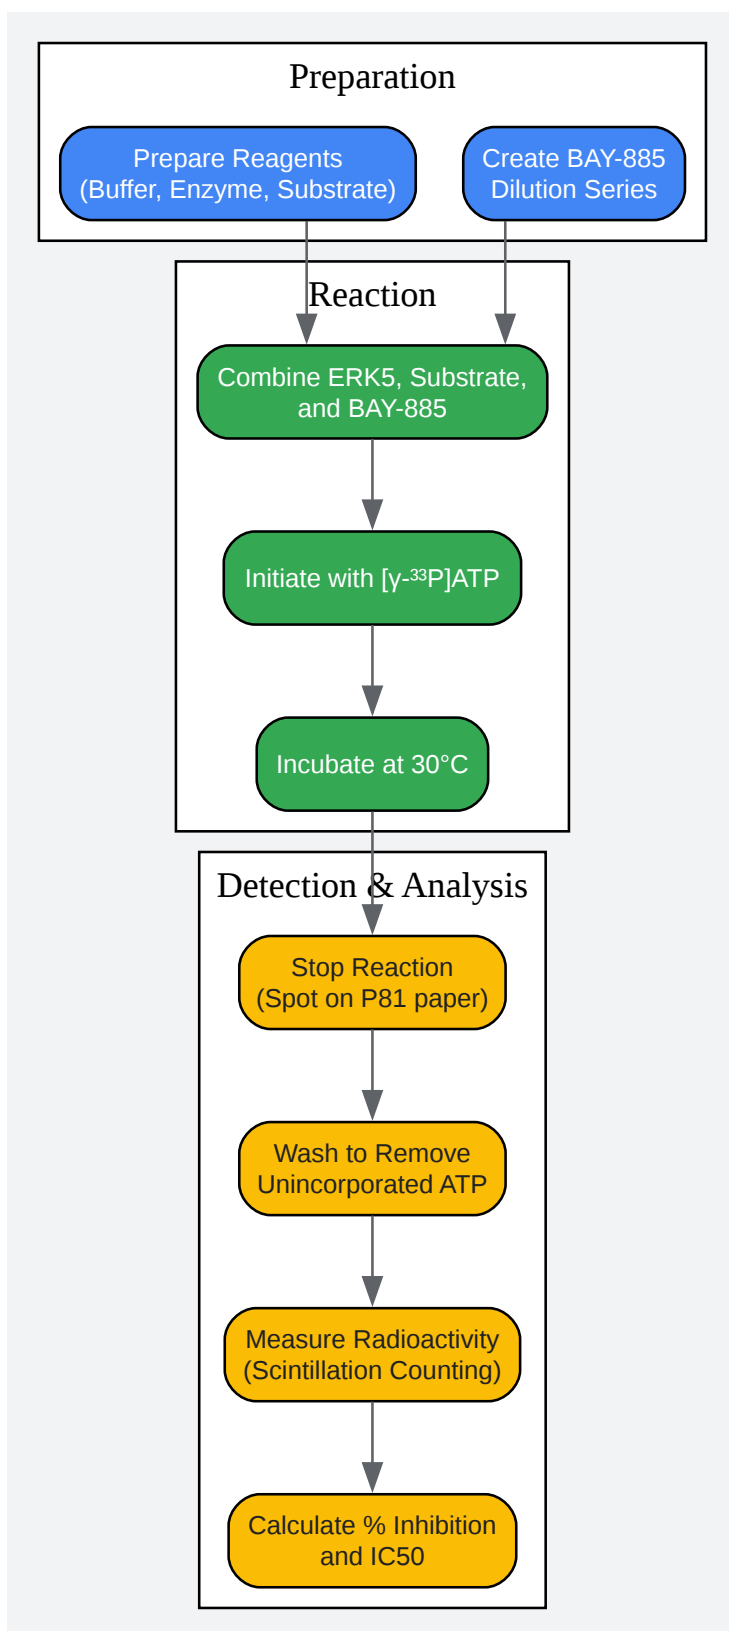 Preparation
Prepare Reagents
(Buffer, Enzyme, Substrate)
Create BAY-885
Dilution Series
Reaction
Combine ERK5, Substrate,
and BAY-885
Initiate with [γ-³³P]ATP
Incubate at 30°C
Detection & Analysis
Stop Reaction
(Spot on P81 paper)
Wash to Remove
Unincorporated ATP
Measure Radioactivity
(Scintillation Counting)
Calculate % Inhibition
and IC50